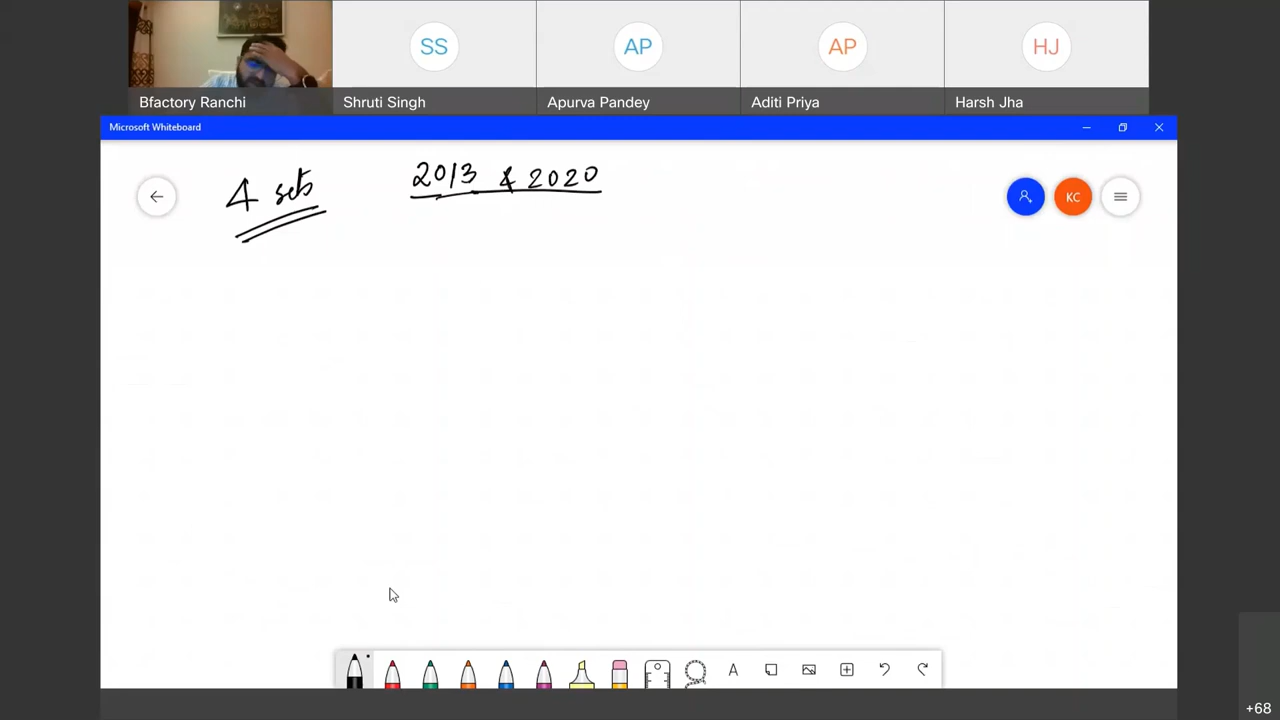 SS
AP
AP
HJ
Bfactory Ranchi
Shruti Singh
Apurva Pandey
Aditi Priya
Harsh Jha
Microsoft Whiteboard
4 sets
2013 & 2020
KC
A
+68